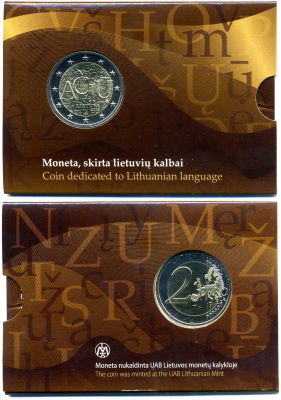 AČIŪ
Moneta, skirta lietuvių kalbai
Coin dedicated to Lithuanian language
2
Moneta nukaldinta UAB Lietuvos monetų kalykloje
The coin was minted at the UAB Lithuanian Mint